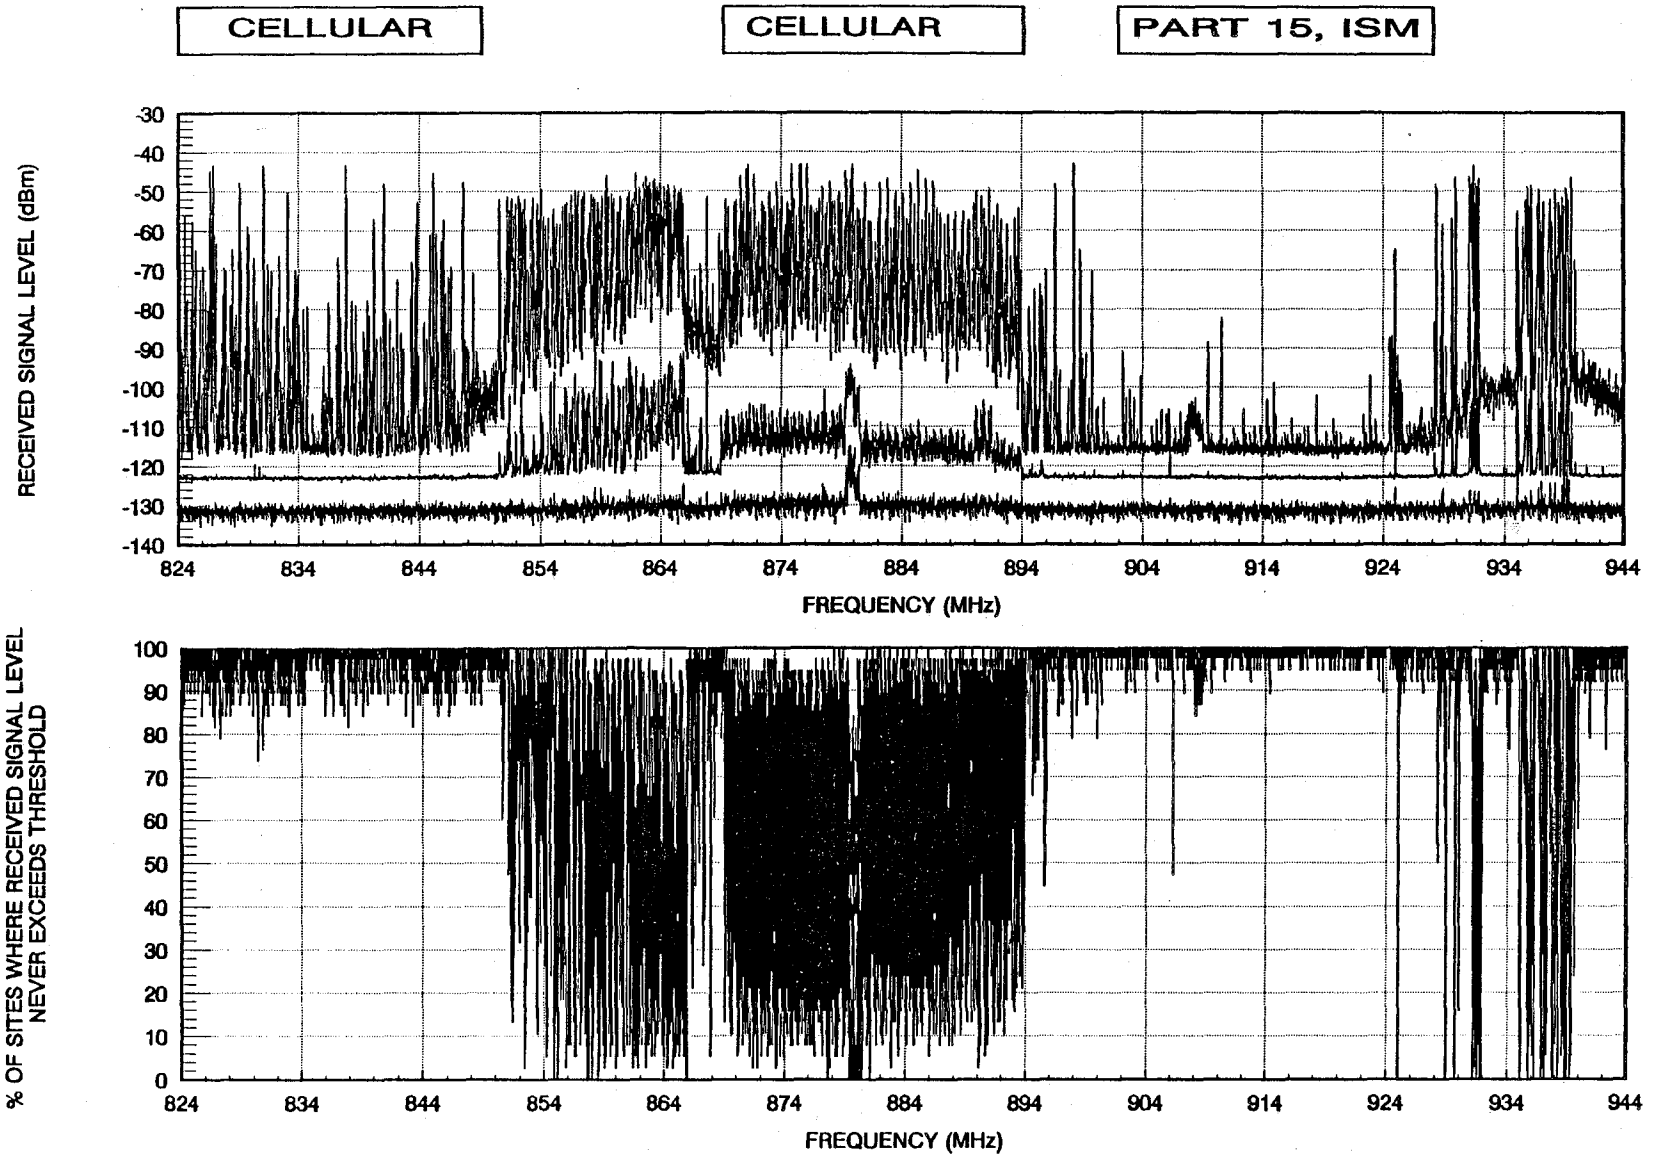 CELLULAR
CELLULAR
PART 15, ISM
RECEIVED SIGNAL LEVEL (dBm)
-30
-40
-50
-60
-70
-80
-90
-100
-110
-120
-130
-140
824 834 844 854 864 874 884 894 904 914 924 934 944
FREQUENCY (MHz)
% OF SITES WHERE RECEIVED SIGNAL LEVEL
NEVER EXCEEDS THRESHOLD
100
90
80
70
60
50
40
30
20
10
0
824 834 844 854 864 874 884 894 904 914 924 934 944
FREQUENCY (MHz)